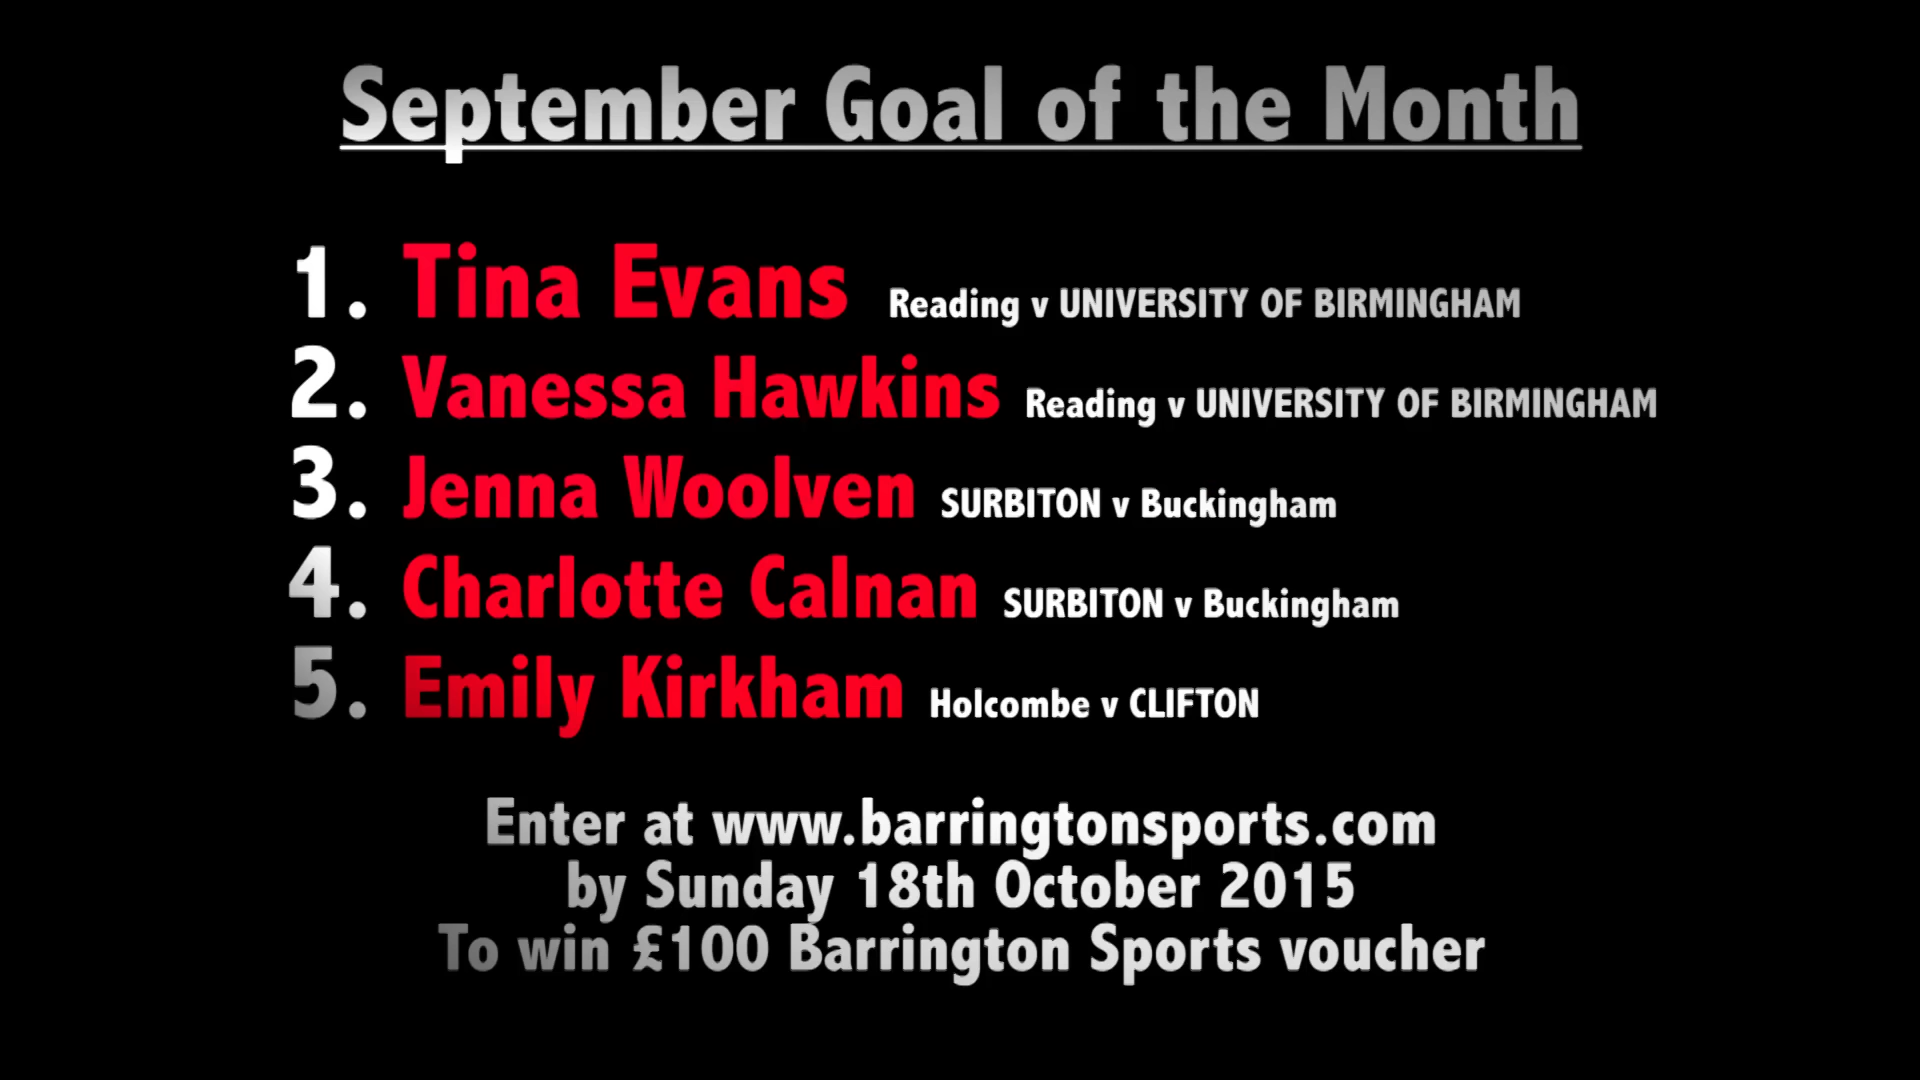 September Goal of the Month
1. Tina Evans Reading v UNIVERSITY OF BIRMINGHAM
2. Vanessa Hawkins Reading v UNIVERSITY OF BIRMINGHAM
3. Jenna Woolven SURBITON v Buckingham
4. Charlotte Calnan SURBITON v Buckingham
5. Emily Kirkham Holcombe v CLIFTON
Enter at www.barringtonsports.com
by Sunday 18th October 2015
To win £100 Barrington Sports voucher